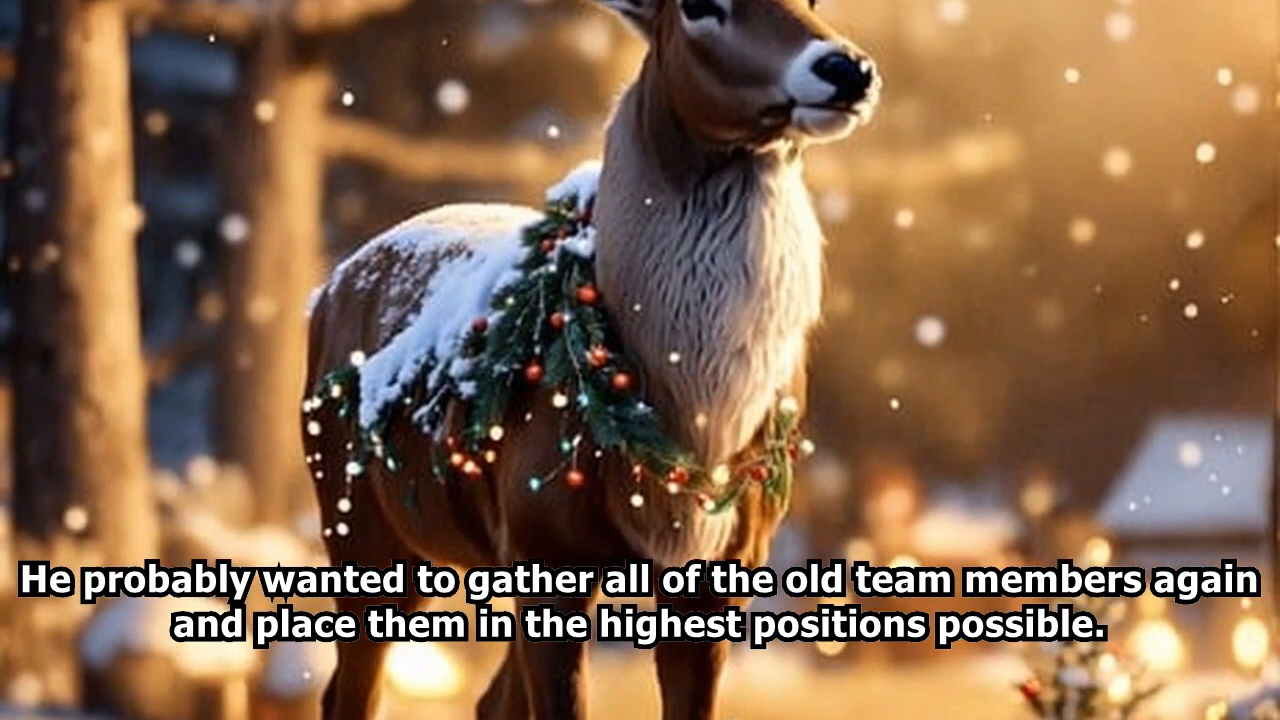 He probably wanted to gather all of the old team members again
and place them in the highest positions possible.